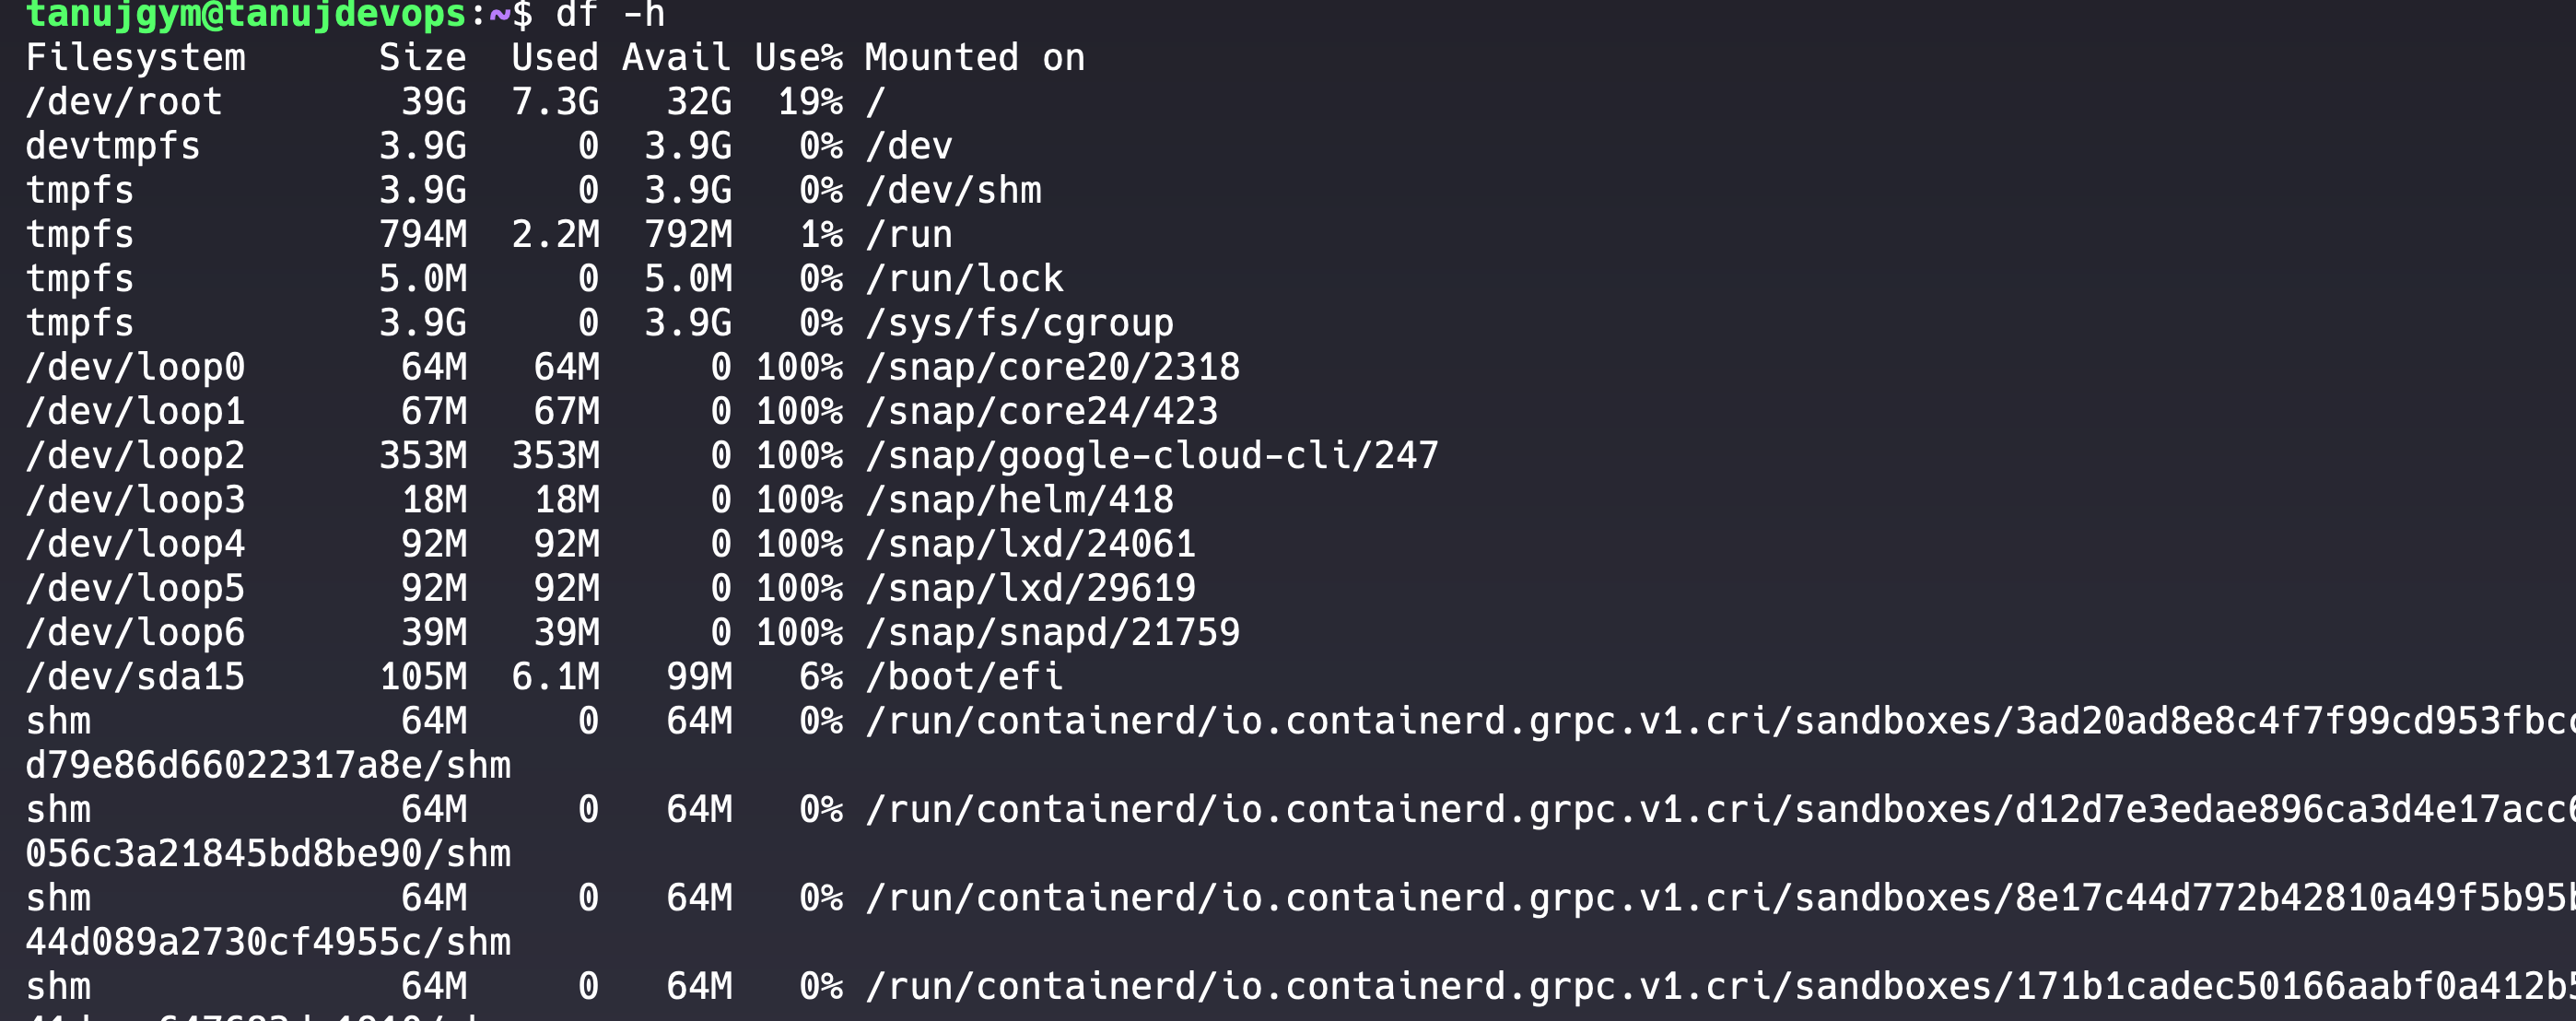 tanujgym@tanujdevops:~$ df -h
Filesystem      Size  Used Avail Use% Mounted on
/dev/root        39G  7.3G   32G  19% /
devtmpfs        3.9G     0  3.9G   0% /dev
tmpfs           3.9G     0  3.9G   0% /dev/shm
tmpfs           794M  2.2M  792M   1% /run
tmpfs           5.0M     0  5.0M   0% /run/lock
tmpfs           3.9G     0  3.9G   0% /sys/fs/cgroup
/dev/loop0       64M   64M     0 100% /snap/core20/2318
/dev/loop1       67M   67M     0 100% /snap/core24/423
/dev/loop2      353M  353M     0 100% /snap/google-cloud-cli/247
/dev/loop3       18M   18M     0 100% /snap/helm/418
/dev/loop4       92M   92M     0 100% /snap/lxd/24061
/dev/loop5       92M   92M     0 100% /snap/lxd/29619
/dev/loop6       39M   39M     0 100% /snap/snapd/21759
/dev/sda15      105M  6.1M   99M   6% /boot/efi
shm              64M     0   64M   0% /run/containerd/io.containerd.grpc.v1.cri/sandboxes/3ad20ad8e8c4f7f99cd953fbc
d79e86d66022317a8e/shm
shm              64M     0   64M   0% /run/containerd/io.containerd.grpc.v1.cri/sandboxes/d12d7e3edae896ca3d4e17acc
056c3a21845bd8be90/shm
shm              64M     0   64M   0% /run/containerd/io.containerd.grpc.v1.cri/sandboxes/8e17c44d772b42810a49f5b95
44d089a2730cf4955c/shm
shm              64M     0   64M   0% /run/containerd/io.containerd.grpc.v1.cri/sandboxes/171b1cadec50166aabf0a412b